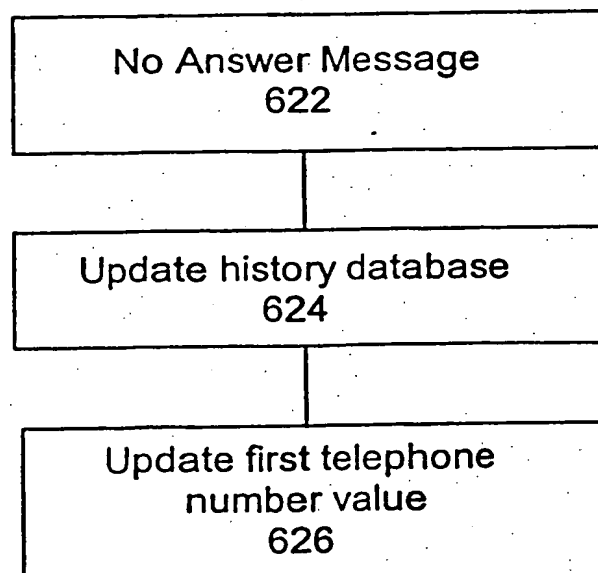 No Answer Message
622
Update history database
624
Update first telephone
number value
626